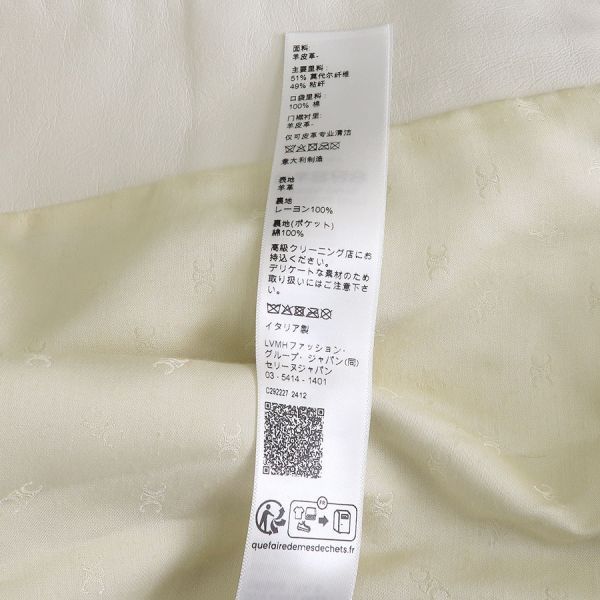 面料:
羊皮革-
主要里料:
51% 莫代尔纤维
49% 粘纤
口袋里料:
100% 棉
门襟衬里:
羊皮革-
仅可皮革专业清洁
意大利制造
表地
羊革
裏地
レーヨン100%
裏地(ポケット)
綿100%
高級クリーニング店にお
持込ください。
デリケートな素材のため
取り扱いにはご注意下さ
い。
イタリア製
LVMHファッション・
グループ・ジャパン(同)
セリーヌジャパン
03 - 5414 - 1401
0292227 2412
FR
quefairedemesdechets.fr